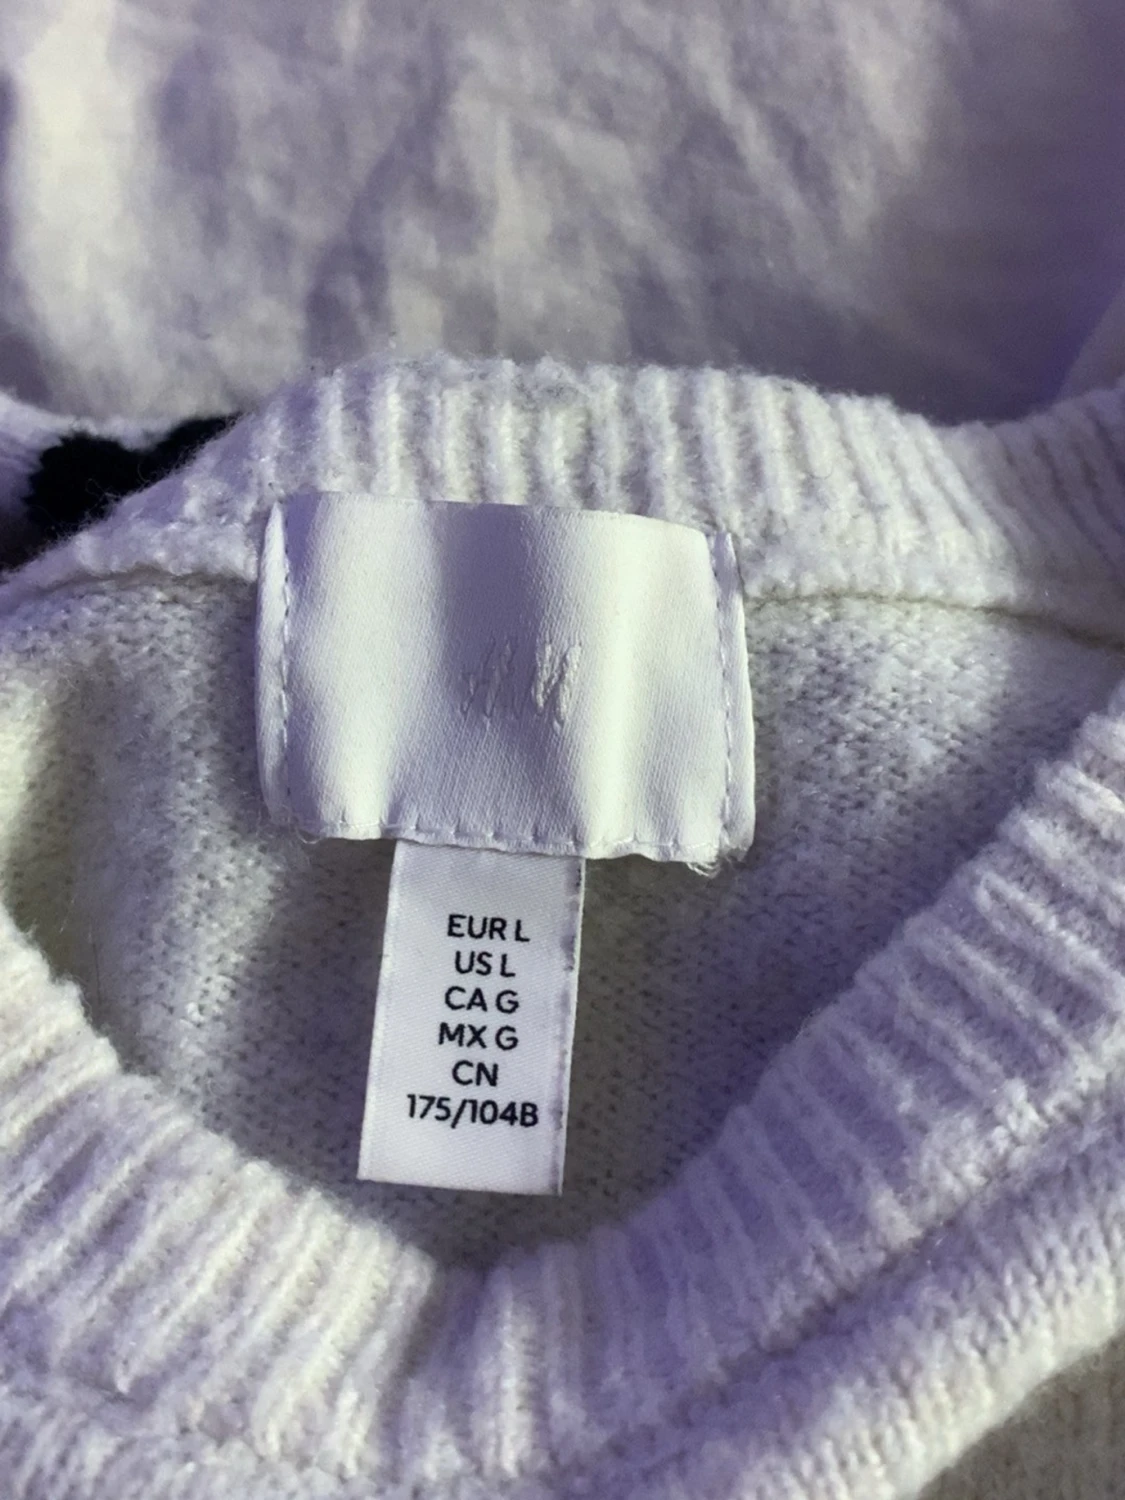 H&M
EUR L
US L
CA G
MX G
CN
175/104B